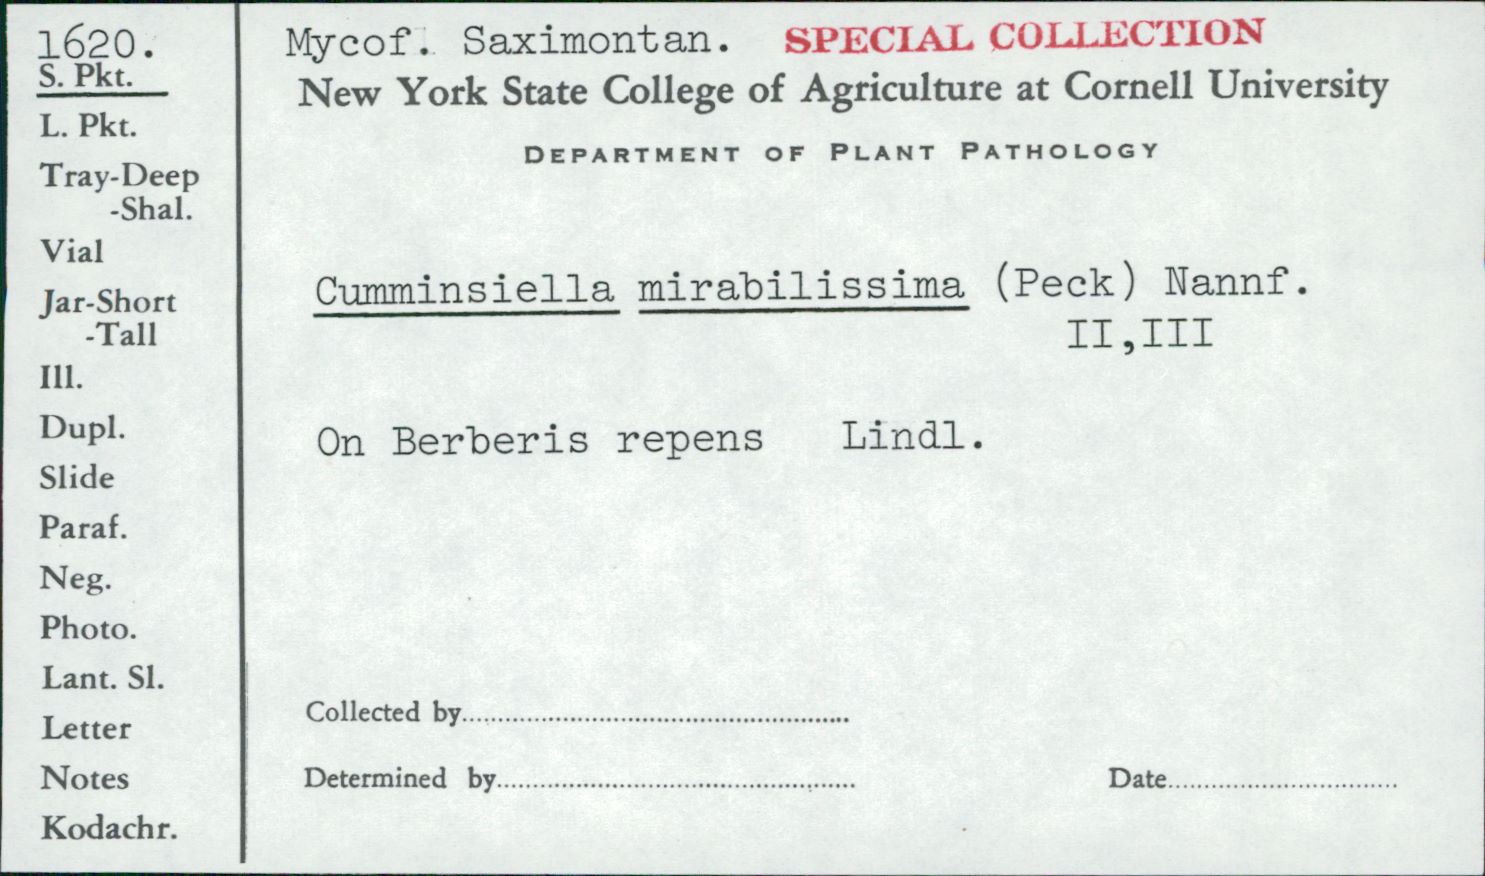 1620.
S. Pkt.
L. Pkt.
Tray-Deep
-Shal.
Vial
Jar-Short
-Tall
Ill.
Dupl.
Slide
Paraf.
Neg.
Photo.
Lant. Sl.
Letter
Notes
Kodachr.
Mycof. Saximontan. SPECIAL COLLECTION
New York State College of Agriculture at Cornell University
DEPARTMENT OF PLANT PATHOLOGY
Cumminsiella mirabilissima (Peck) Nannf.
II,III
On Berberis repens Lindl.
Collected by
Determined by Date